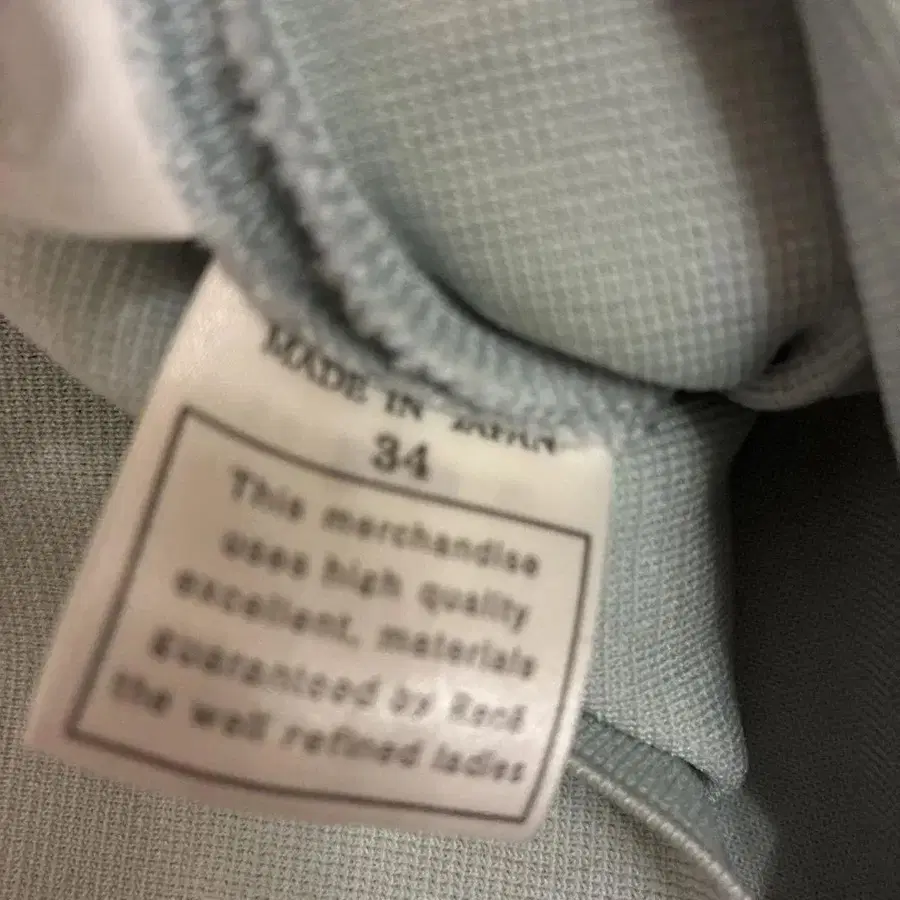 MADE IN JAPAN
34
This merchandise
uses high quality
excellent, materials
guaranteed by René
the well refined ladies